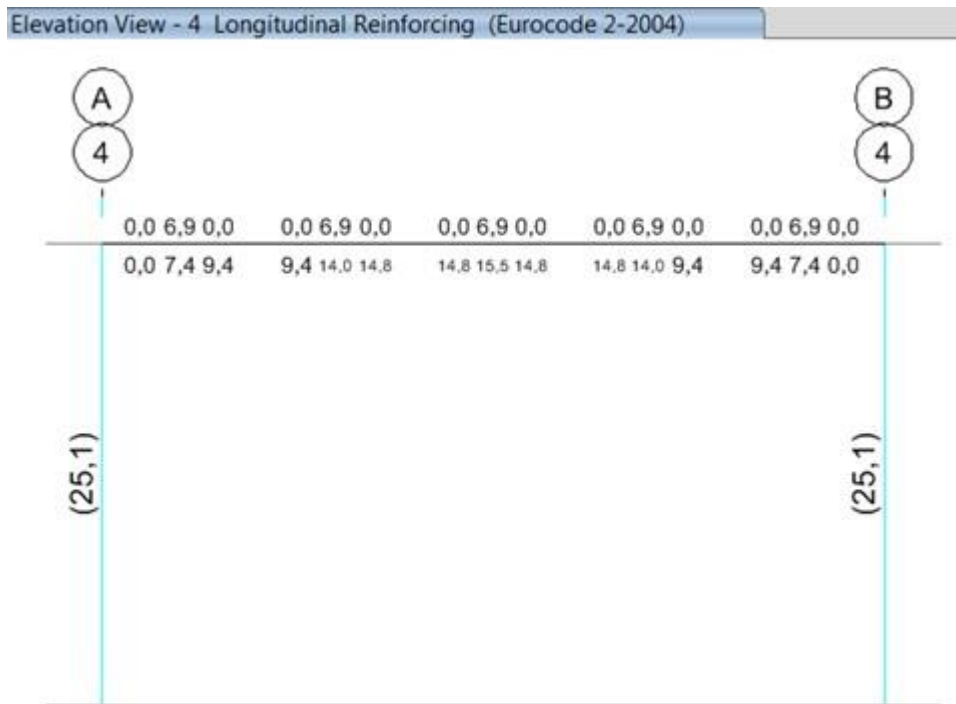 Elevation View - 4 Longitudinal Reinforcing (Eurocode 2-2004)
A B
4 4
0,0 6,9 0,0 0,0 6,9 0,0 0,0 6,9 0,0 0,0 6,9 0,0 0,0 6,9 0,0
0,0 7,4 9,4 9,4 14,0 14,8 14,8 15,5 14,8 14,8 14,0 9,4 9,4 7,4 0,0
(25,1) (25,1)